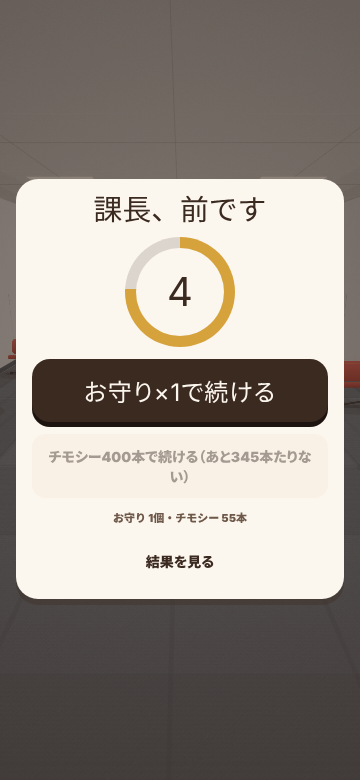 課長、前です
4
お守り×1で続ける
チモシー400本で続ける（あと345本たりな
い）
お守り 1個・チモシー 55本
結果を見る